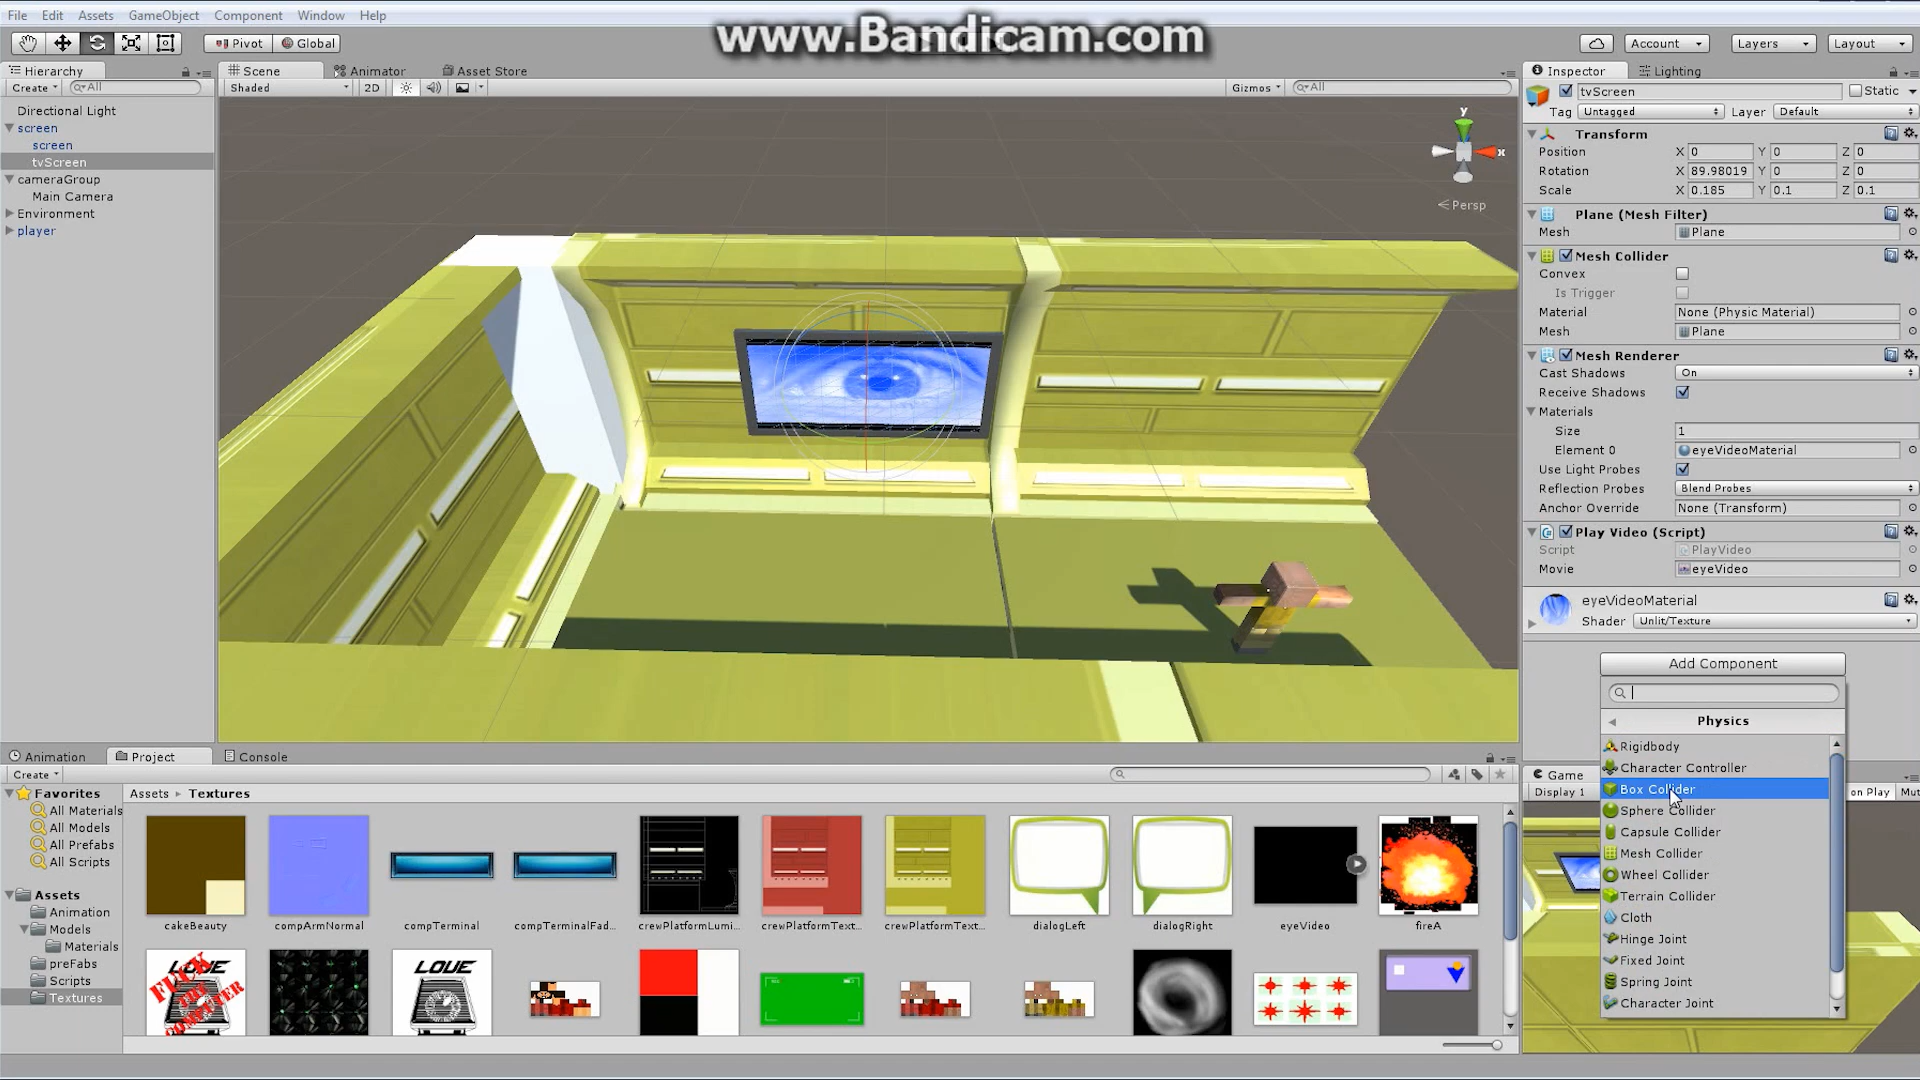 File Edit Assets GameObject Component Window Help
www.Bandicam.com
Pivot Global Account Layers Layout
Hierarchy
Create All
Directional Light
screen
screen
tvScreen
cameraGroup
Main Camera
Environment
player
Scene Animator Asset Store
Shaded 2D Gizmos All
y
x
Persp
Inspector Lighting
tvScreen Static
Tag Untagged Layer Default
Transform
Position X 0 Y 0 Z 0
Rotation X 89.98019 Y 0 Z 0
Scale X 0.185 Y 0.1 Z 0.1
Plane (Mesh Filter)
Mesh Plane
Mesh Collider
Convex
Is Trigger
Material None (Physic Material)
Mesh Plane
Mesh Renderer
Cast Shadows On
Receive Shadows
Materials
Size 1
Element 0 eyeVideoMaterial
Use Light Probes
Reflection Probes Blend Probes
Anchor Override None (Transform)
Play Video (Script)
Script PlayVideo
Movie eyeVideo
eyeVideoMaterial
Shader Unlit/Texture
Add Component
Physics
Rigidbody
Character Controller
Box Collider
Sphere Collider
Capsule Collider
Mesh Collider
Wheel Collider
Terrain Collider
Cloth
Hinge Joint
Fixed Joint
Spring Joint
Character Joint
Game
Display 1 on Play Mut
Animation Project Console
Create
Favorites
All Materials
All Models
All Prefabs
All Scripts
Assets
Animation
Models
Materials
preFabs
Scripts
Textures
Assets Textures
cakeBeauty compArmNormal compTerminal compTerminalFad... crewPlatformLumi... crewPlatformText... crewPlatformText... dialogLeft dialogRight eyeVideo fireA
LOVE
FPTCK THE COMPUTER
LOVE